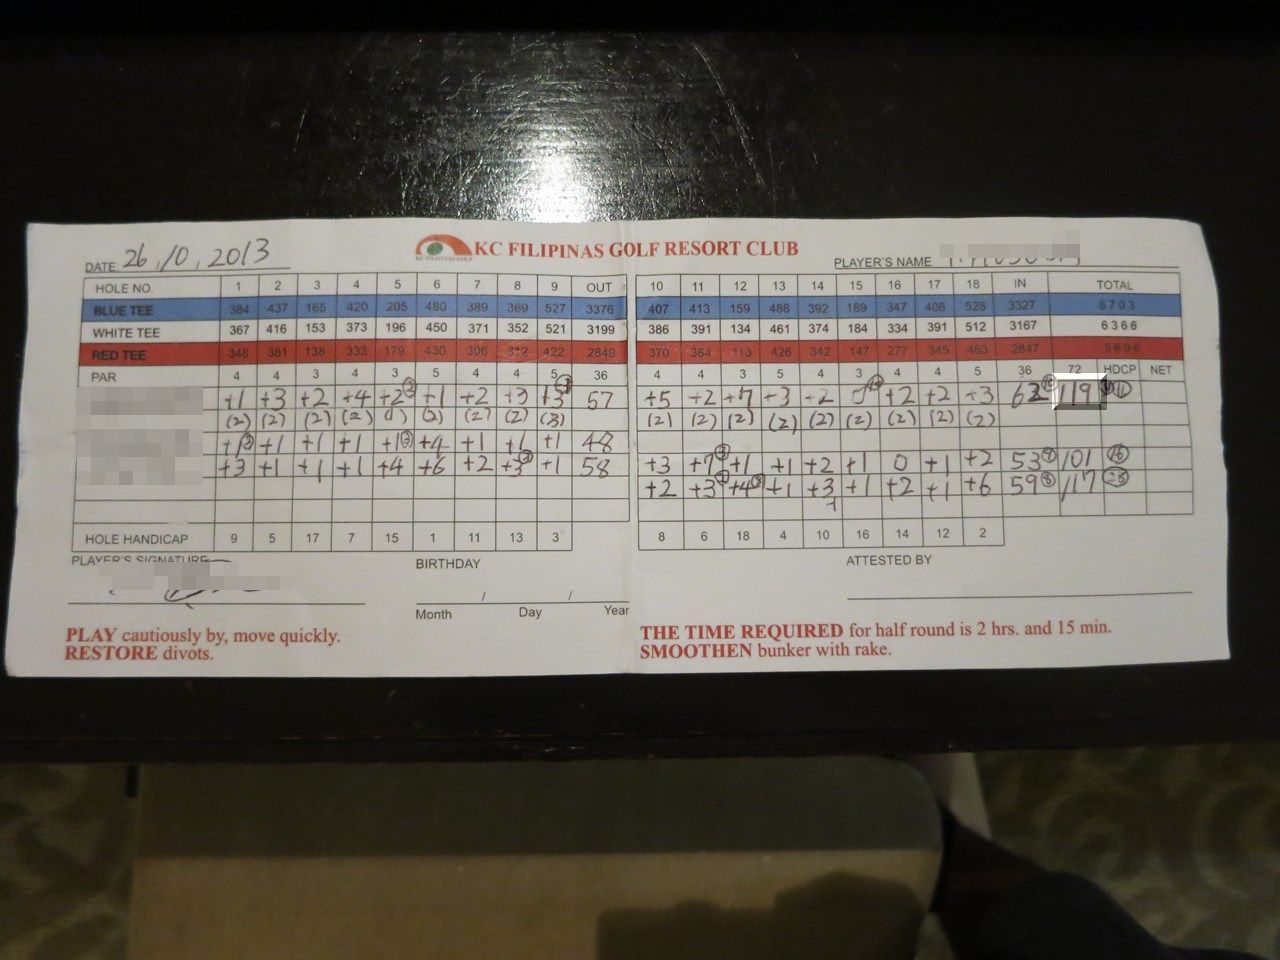 DATE 26/10, 2013 KC FILIPINAS GOLF RESORT CLUB PLAYER'S NAME
KC FILIPINAS GOLF
HOLE NO. 1 2 3 4 5 6 7 8 9 OUT 10 11 12 13 14 15 16 17 18 IN TOTAL
BLUE TEE 384 437 165 420 205 480 389 369 527 3376 407 413 159 486 392 189 347 406 528 3327 6703
WHITE TEE 367 416 153 373 196 450 371 352 521 3199 386 391 134 461 374 184 334 391 512 3167 6366
RED TEE 348 381 138 333 179 430 306 312 422 2849 370 364 113 426 342 147 277 345 463 2847 5696
PAR 4 4 3 4 3 5 4 4 5 36 4 4 3 5 4 3 4 4 5 36 72 HDCP NET
+1 +3 +2 +4 +2 +1 +2 +3 +3 57 +5 +2 +7 +3 +2 0 +2 +2 +3 62 119
(2) (2) (2) (2) (1) (2) (2) (2) (3) (2) (2) (2) (2) (2) (2) (2) (2) (2)
+1 +1 +1 +1 +1 +4 +1 +1 +1 48 +3 +7 +1 +1 +2 +1 0 +1 +2 53 101 16
+3 +1 +1 +1 +4 +6 +2 +3 +1 58 +2 +3 +4 +1 +3 +1 +2 +1 +6 59 117
HOLE HANDICAP 9 5 17 7 15 1 11 13 3 8 6 18 4 10 16 14 12 2
PLAYER'S SIGNATURE BIRTHDAY ATTESTED BY
Month / Day / Year
PLAY cautiously by, move quickly.
RESTORE divots.
THE TIME REQUIRED for half round is 2 hrs. and 15 min.
SMOOTHEN bunker with rake.